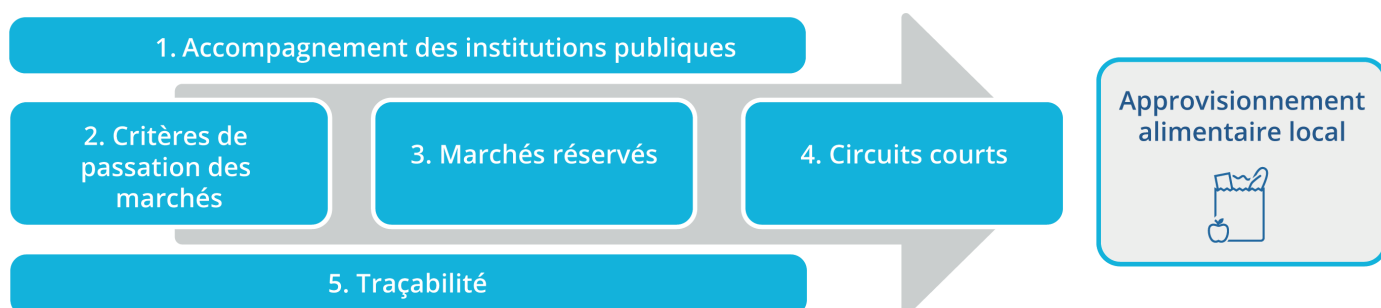 1. Accompagnement des institutions publiques
2. Critères de
passation des
marchés
3. Marchés réservés
4. Circuits courts
5. Traçabilité
Approvisionnement
alimentaire local